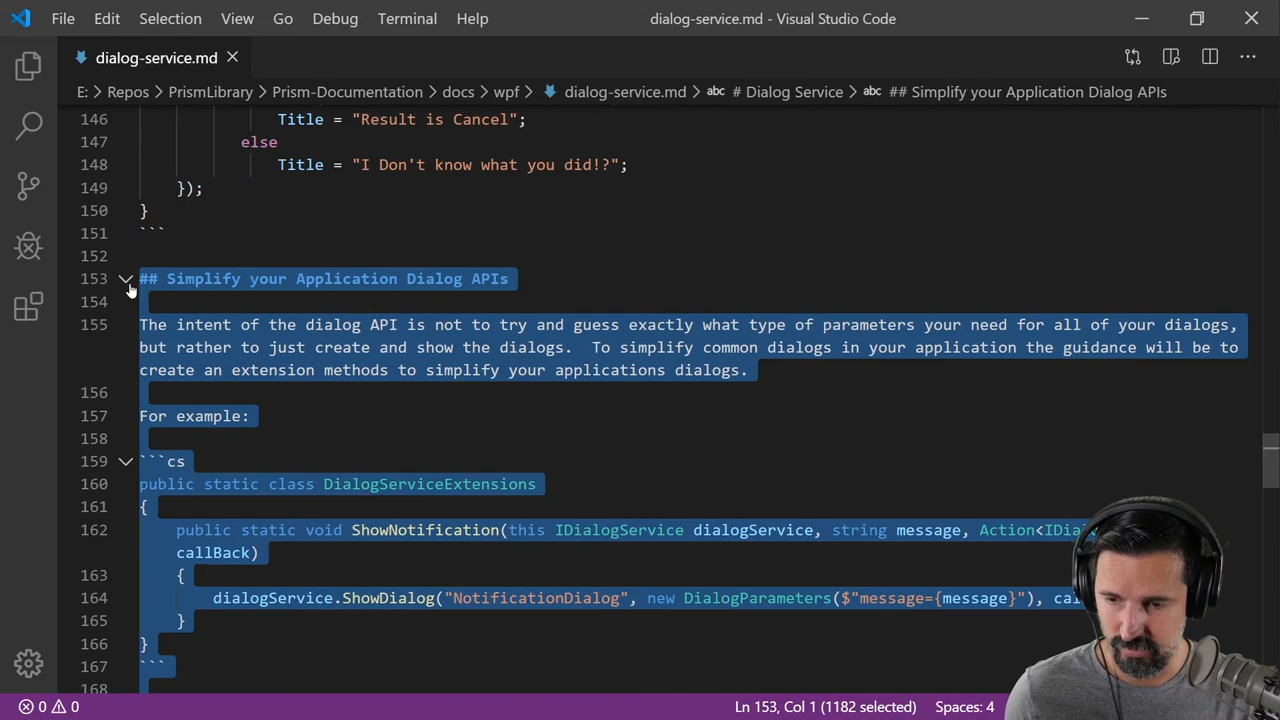 File Edit Selection View Go Debug Terminal Help dialog-service.md - Visual Studio Code
dialog-service.md
E: > Repos > PrismLibrary > Prism-Documentation > docs > wpf > dialog-service.md > abc # Dialog Service > abc ## Simplify your Application Dialog APIs
146 Title = "Result is Cancel";
147 else
148 Title = "I Don't know what you did!?";
149 });
150 }
151 ```
152
153 ## Simplify your Application Dialog APIs
154
155 The intent of the dialog API is not to try and guess exactly what type of parameters your need for all of your dialogs,
but rather to just create and show the dialogs.  To simplify common dialogs in your application the guidance will be to
create an extension methods to simplify your applications dialogs.
156
157 For example:
158
159 ```cs
160 public static class DialogServiceExtensions
161 {
162 public static void ShowNotification(this IDialogService dialogService, string message, Action<IDial
callBack)
163 {
164 dialogService.ShowDialog("NotificationDialog", new DialogParameters($"message={message}"), cal
165 }
166 }
167 ```
168
0 0 Ln 153, Col 1 (1182 selected) Spaces: 4